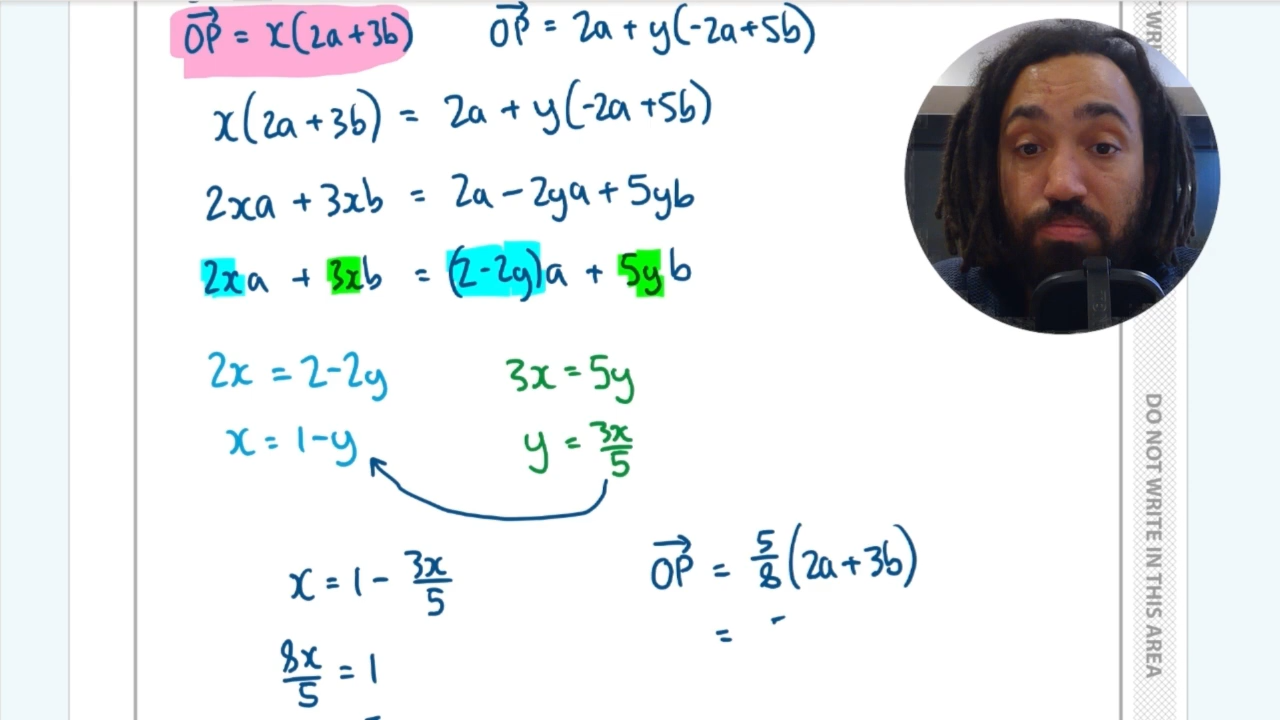 OP = x(2a+3b)    OP = 2a + y(-2a+5b)
x(2a+3b) = 2a + y(-2a+5b)
2xa + 3xb = 2a - 2ya + 5yb
2xa + 3xb = (2-2y)a + 5yb
2x = 2-2y    3x = 5y
x = 1-y    y = 3x/5
x = 1 - 3x/5    OP = 5/8(2a+3b)
=
8x/5 = 1
WRI
DO NOT WRITE IN THIS AREA